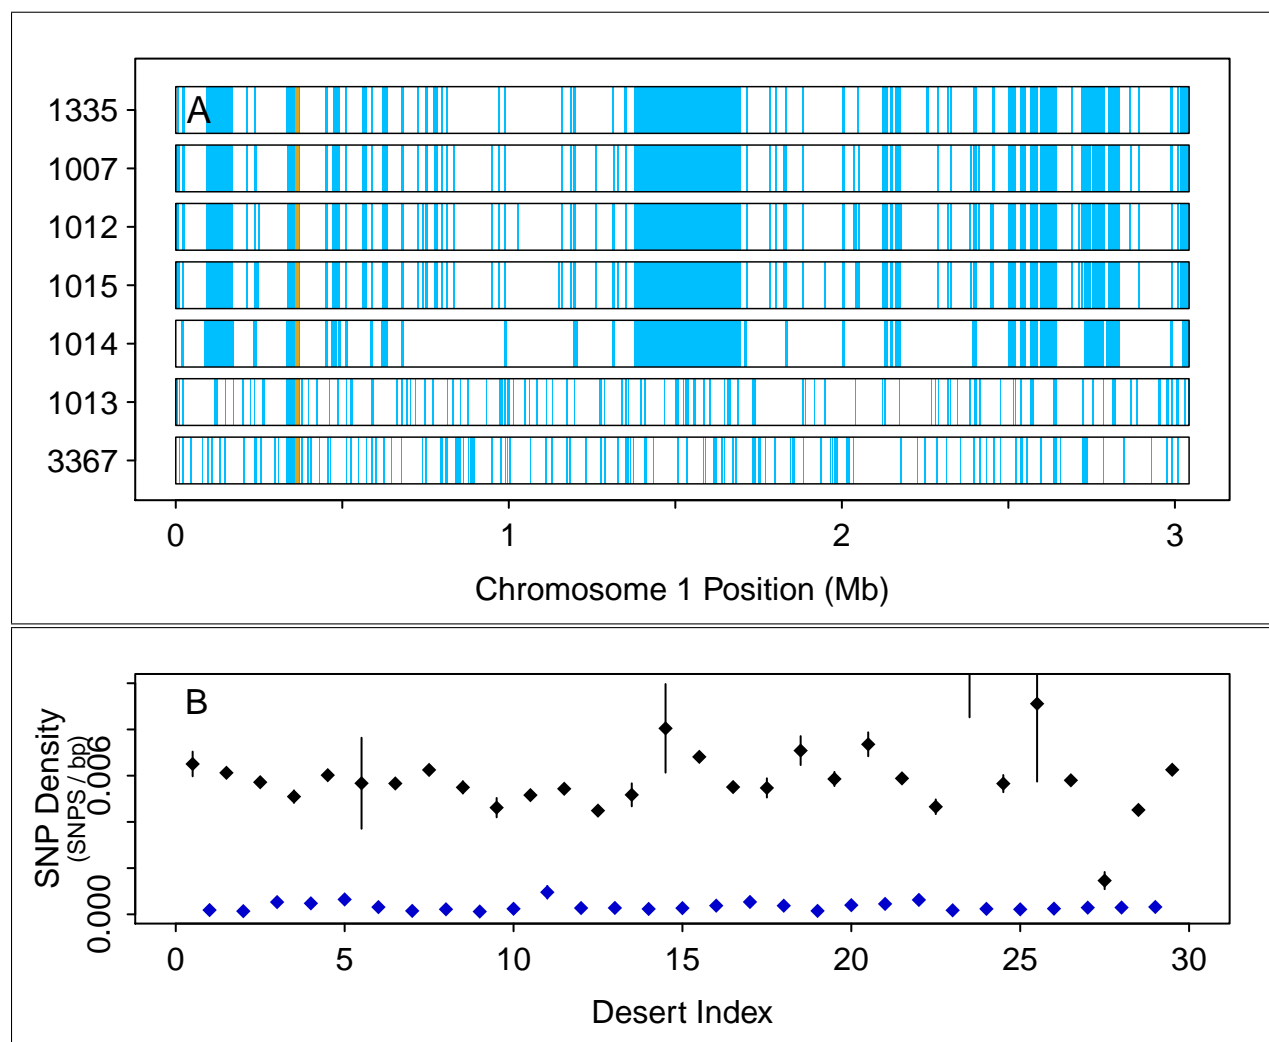 A
1335
1007
1012
1015
1014
1013
3367
0 1 2 3
Chromosome 1 Position (Mb)
B
SNP Density
(SNPS / bp)
0.006
0.000
0 5 10 15 20 25 30
Desert Index